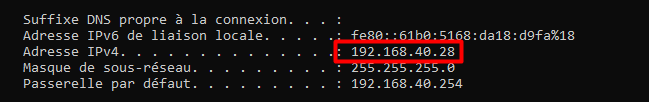 Suffixe DNS propre à la connexion. . . :
Adresse IPv6 de liaison locale. . . . .: fe80::61b0:5168:da18:d9fa%18
Adresse IPv4. . . . . . . . . . . . . .: 192.168.40.28
Masque de sous-réseau. . . . . . . . . : 255.255.255.0
Passerelle par défaut. . . . . . . . . : 192.168.40.254